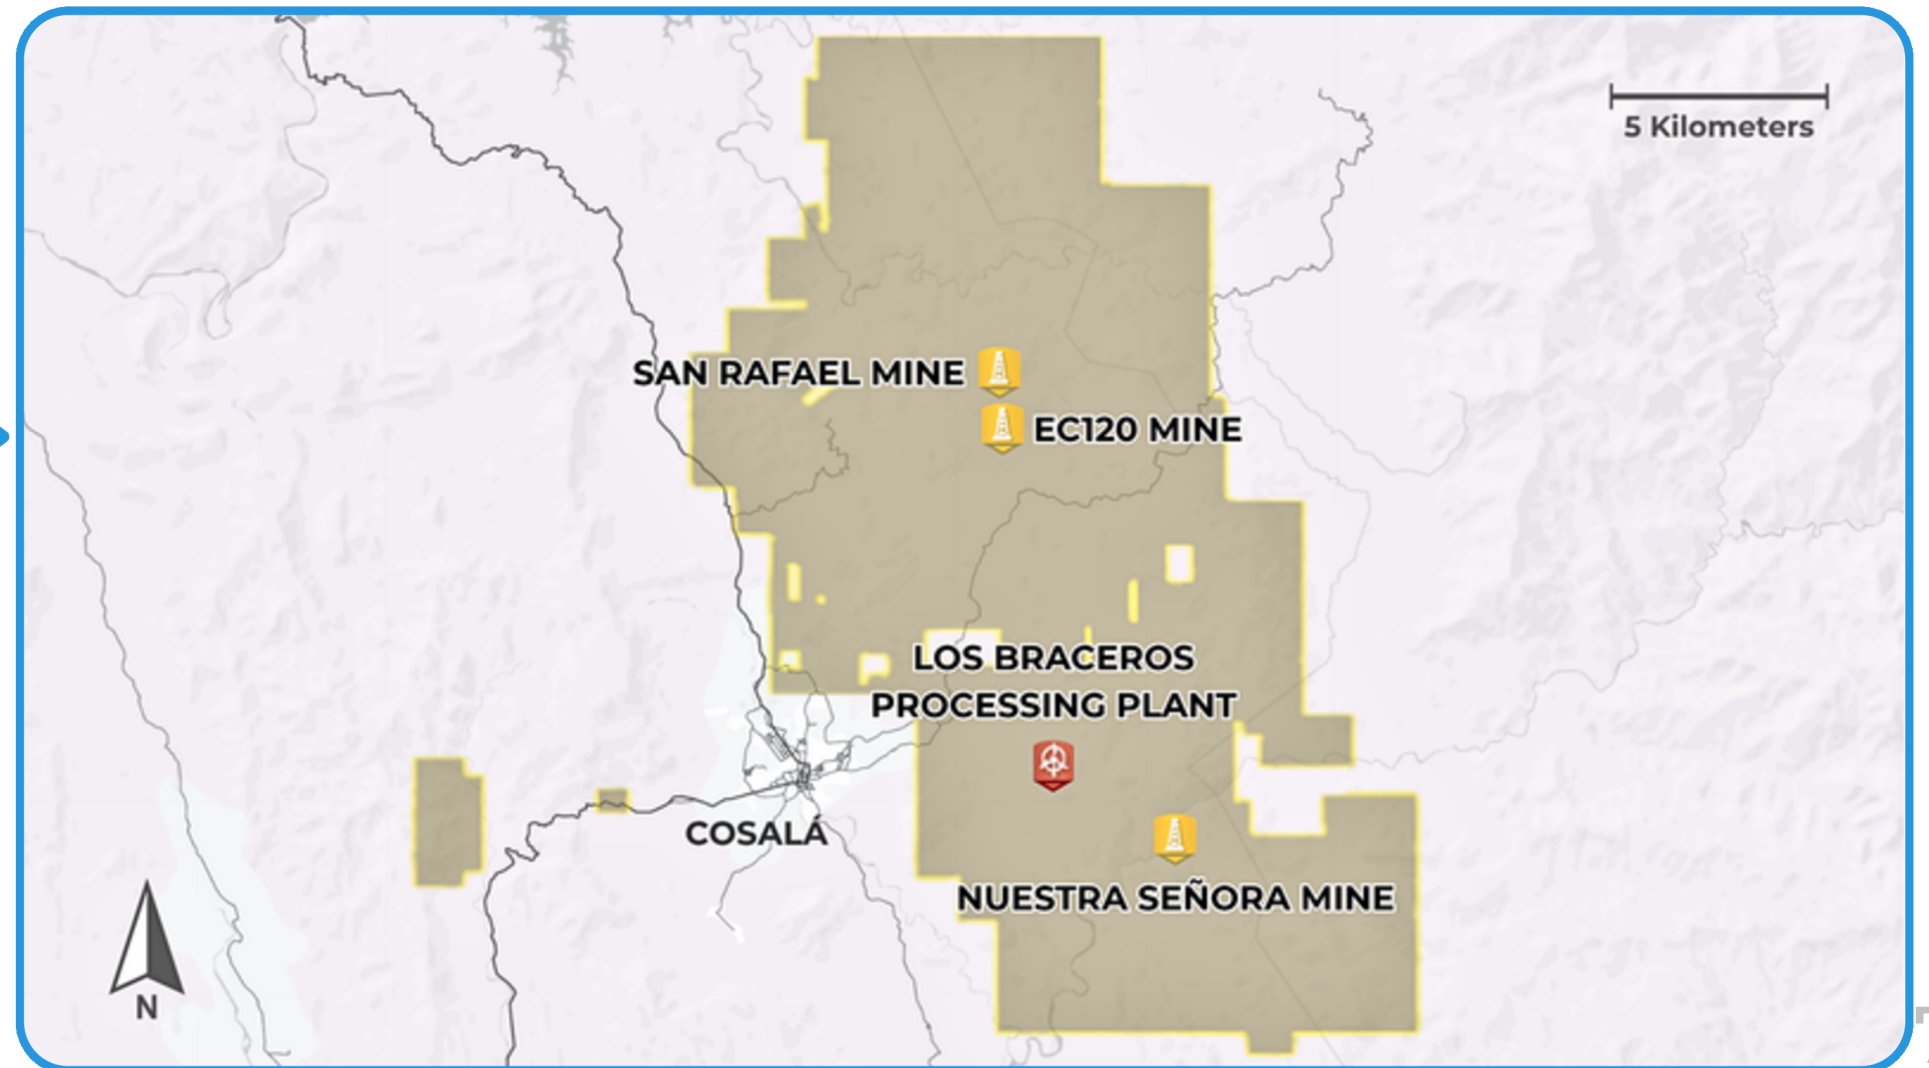 5 Kilometers
SAN RAFAEL MINE
EC120 MINE
LOS BRACEROS
PROCESSING PLANT
COSALÁ
NUESTRA SEÑORA MINE
N